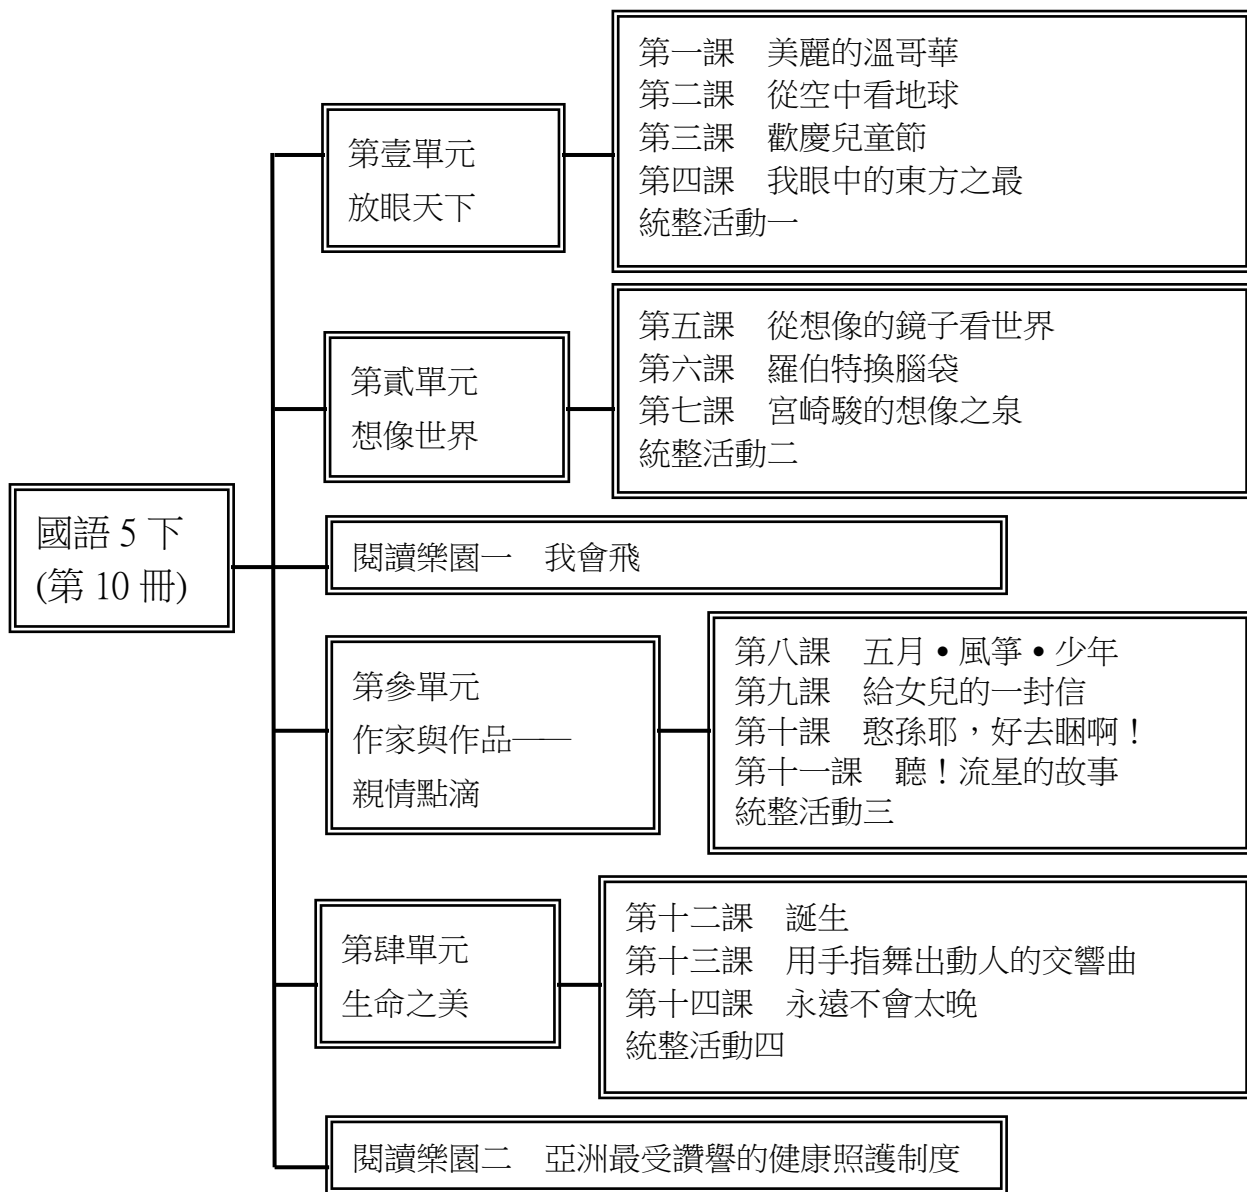 國語 5 下
(第 10 冊)
第壹單元
放眼天下
第一課　美麗的溫哥華
第二課　從空中看地球
第三課　歡慶兒童節
第四課　我眼中的東方之最
統整活動一
第貳單元
想像世界
第五課　從想像的鏡子看世界
第六課　羅伯特換腦袋
第七課　宮崎駿的想像之泉
統整活動二
閱讀樂園一　我會飛
第參單元
作家與作品——
親情點滴
第八課　五月•風箏•少年
第九課　給女兒的一封信
第十課　憨孫耶，好去睏啊！
第十一課　聽！流星的故事
統整活動三
第肆單元
生命之美
第十二課　誕生
第十三課　用手指舞出動人的交響曲
第十四課　永遠不會太晚
統整活動四
閱讀樂園二　亞洲最受讚譽的健康照護制度